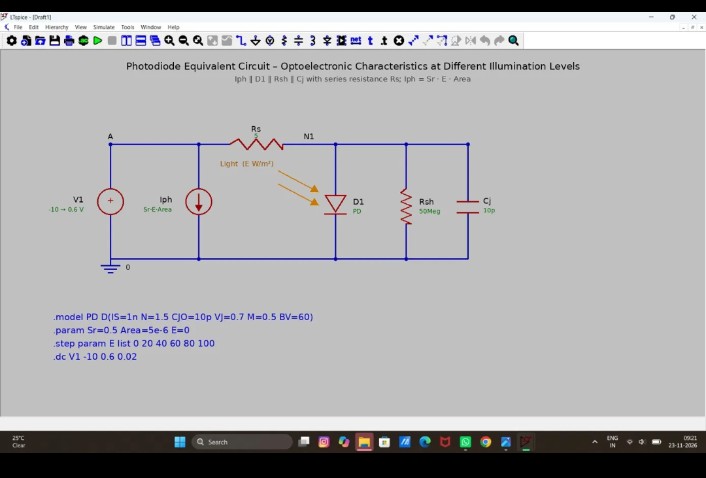 LTspice - [Draft1]
File Edit Hierarchy View Simulate Tools Window Help
Photodiode Equivalent Circuit – Optoelectronic Characteristics at Different Illumination Levels
Iph || D1 || Rsh || Cj with series resistance Rs; Iph = Sr · E · Area
A
Rs
5
N1
Light (E W/m²)
V1
-10 → 0.6 V
Iph
Sr·E·Area
D1
PD
Rsh
50Meg
Cj
10p
0
.model PD D(IS=1n N=1.5 CJO=10p VJ=0.7 M=0.5 BV=60)
.param Sr=0.5 Area=5e-6 E=0
.step param E list 0 20 40 60 80 100
.dc V1 -10 0.6 0.02
25°C
Clear
Search
ENG
IN
09:21
23-11-2026